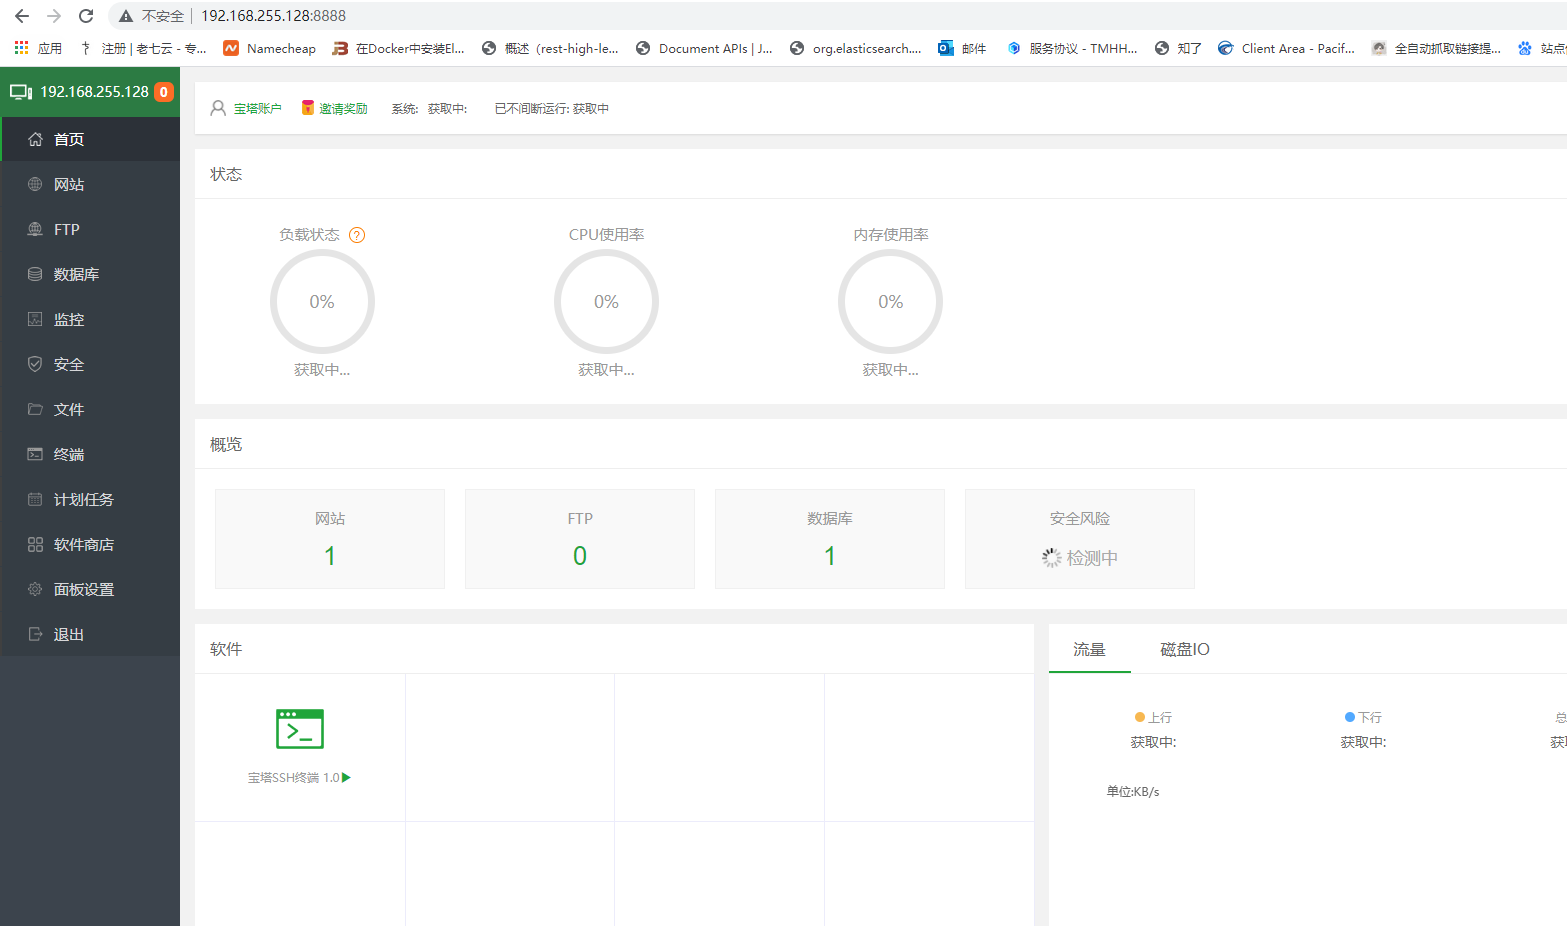 不安全 192.168.255.128:8888
应用 注册 | 老七云 - 专... Namecheap 在Docker中安装El... 概述（rest-high-le... Document APIs | J... org.elasticsearch.... 邮件 服务协议 - TMHH... 知了 Client Area - Pacif... 全自动抓取链接提...
192.168.255.128 0
首页
网站
FTP
数据库
监控
安全
文件
终端
计划任务
软件商店
面板设置
退出
宝塔账户 邀请奖励 系统: 获取中: 已不间断运行: 获取中
状态
负载状态 CPU使用率 内存使用率
0% 0% 0%
获取中... 获取中... 获取中...
概览
网站 FTP 数据库 安全风险
1 0 1 检测中
软件
宝塔SSH终端 1.0
流量 磁盘IO
上行 下行 总
获取中: 获取中:
单位:KB/s